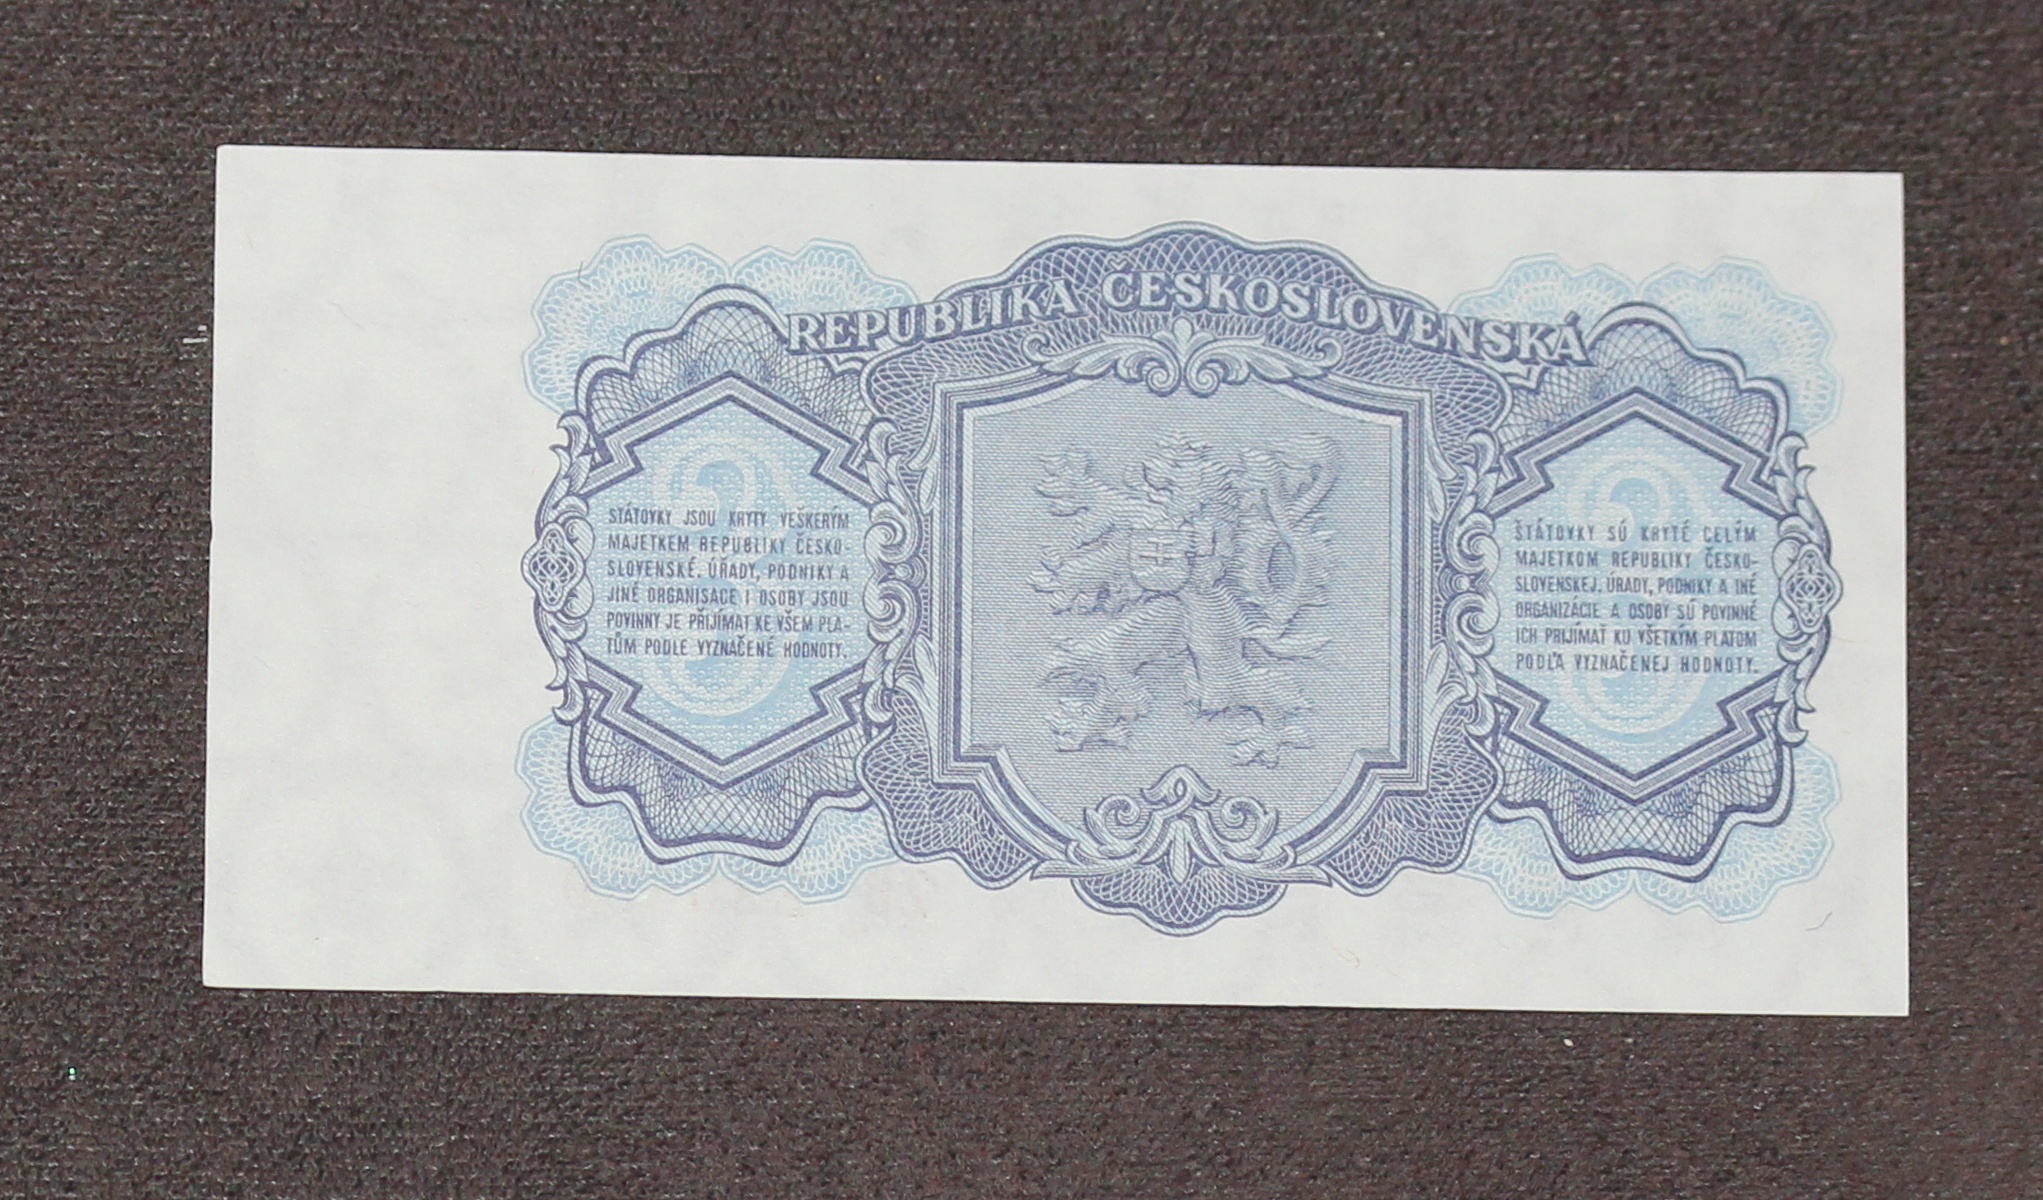 REPUBLIKA ČESKOSLOVENSKÁ
STÁTOVKY JSOU KRYTY VEŠKERÝM
MAJETKEM REPUBLIKY ČESKO-
SLOVENSKÉ. ÚŘADY, PODNIKY A
JINÉ ORGANISACE I OSOBY JSOU
POVINNY JE PŘIJÍMAT KE VŠEM PLA-
TŮM PODLE VYZNAČENÉ HODNOTY.
ŠTÁTOVKY SÚ KRYTÉ CELÝM
MAJETKOM REPUBLIKY ČESKO-
SLOVENSKEJ. ÚRADY, PODNIKY A INÉ
ORGANIZÁCIE A OSOBY SÚ POVINNÉ
ICH PRIJÍMAŤ KU VŠETKÝM PLATOM
PODĽA VYZNAČENEJ HODNOTY.
3
3